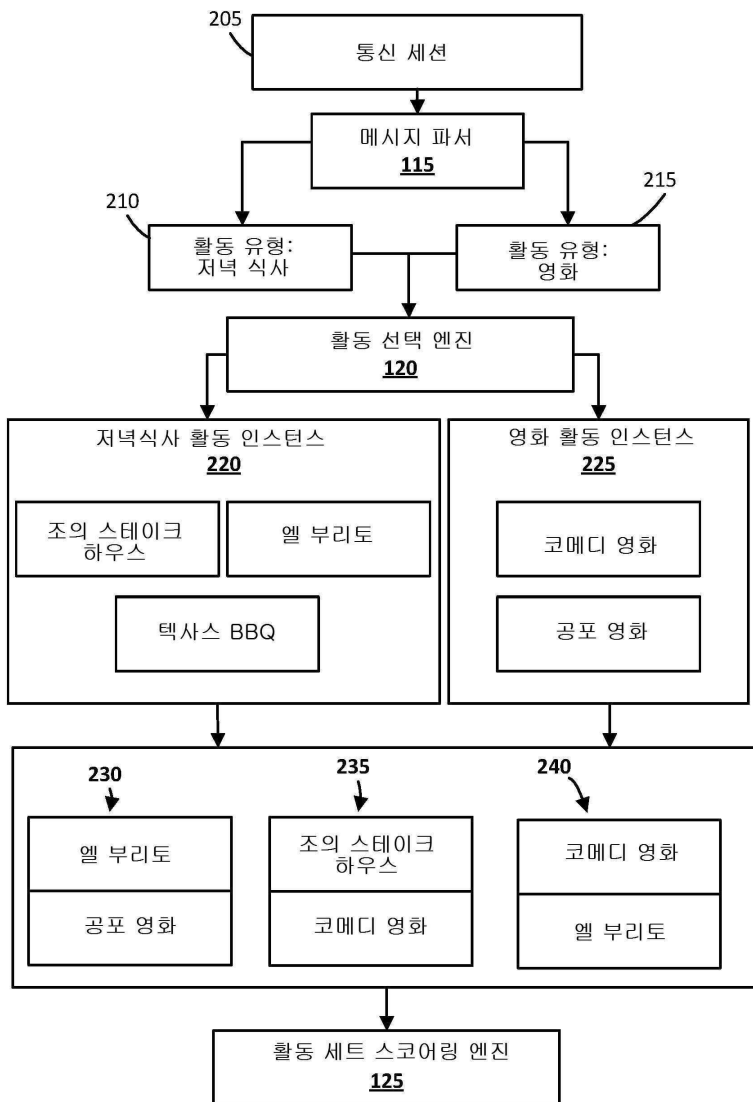 205
통신 세션
메시지 파서
115
210
215
활동 유형:
저녁 식사
활동 유형:
영화
활동 선택 엔진
120
저녁식사 활동 인스턴스
220
영화 활동 인스턴스
225
조의 스테이크
하우스
엘 부리토
텍사스 BBQ
코메디 영화
공포 영화
230
235
240
엘 부리토
공포 영화
조의 스테이크
하우스
코메디 영화
코메디 영화
엘 부리토
활동 세트 스코어링 엔진
125